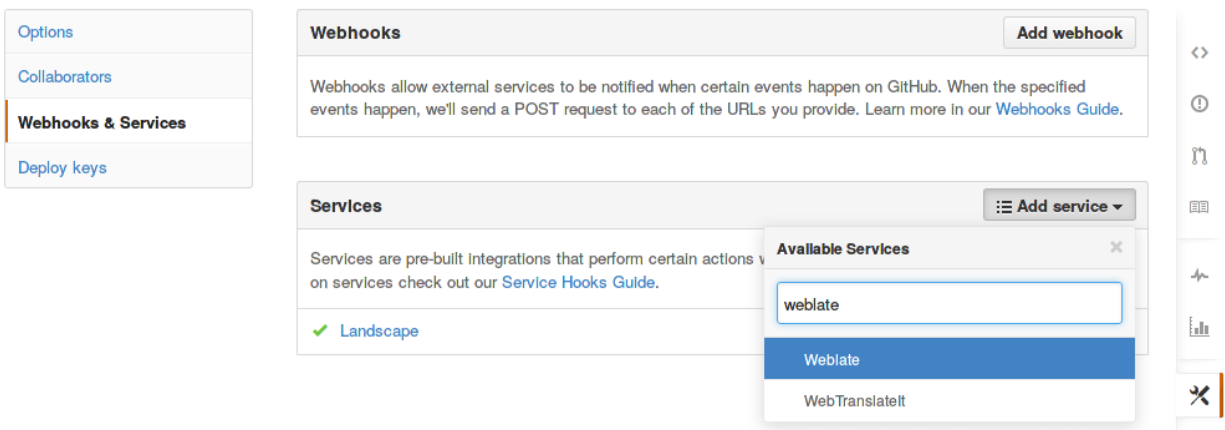 Options
Collaborators
Webhooks & Services
Deploy keys
Webhooks
Add webhook
Webhooks allow external services to be notified when certain events happen on GitHub. When the specified
events happen, we'll send a POST request to each of the URLs you provide. Learn more in our Webhooks Guide.
Services
Add service
Services are pre-built integrations that perform certain actions
on services check out our Service Hooks Guide.
Landscape
Available Services
weblate
Weblate
WebTranslateIt